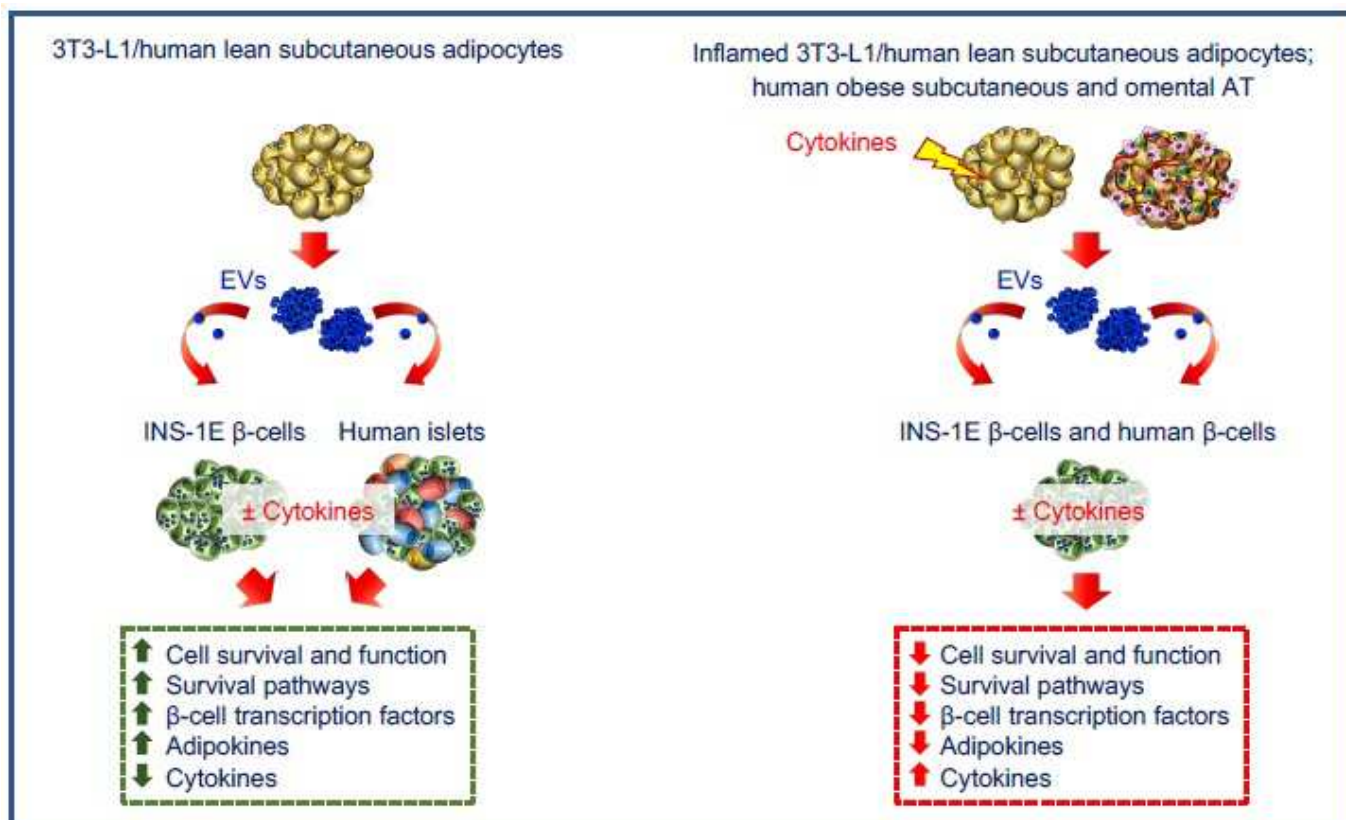 3T3-L1/human lean subcutaneous adipocytes
EVs
INS-1E β-cells
Human islets
± Cytokines
Cell survival and function
Survival pathways
β-cell transcription factors
Adipokines
Cytokines
Inflamed 3T3-L1/human lean subcutaneous adipocytes;
human obese subcutaneous and omental AT
Cytokines
EVs
INS-1E β-cells and human β-cells
± Cytokines
Cell survival and function
Survival pathways
β-cell transcription factors
Adipokines
Cytokines